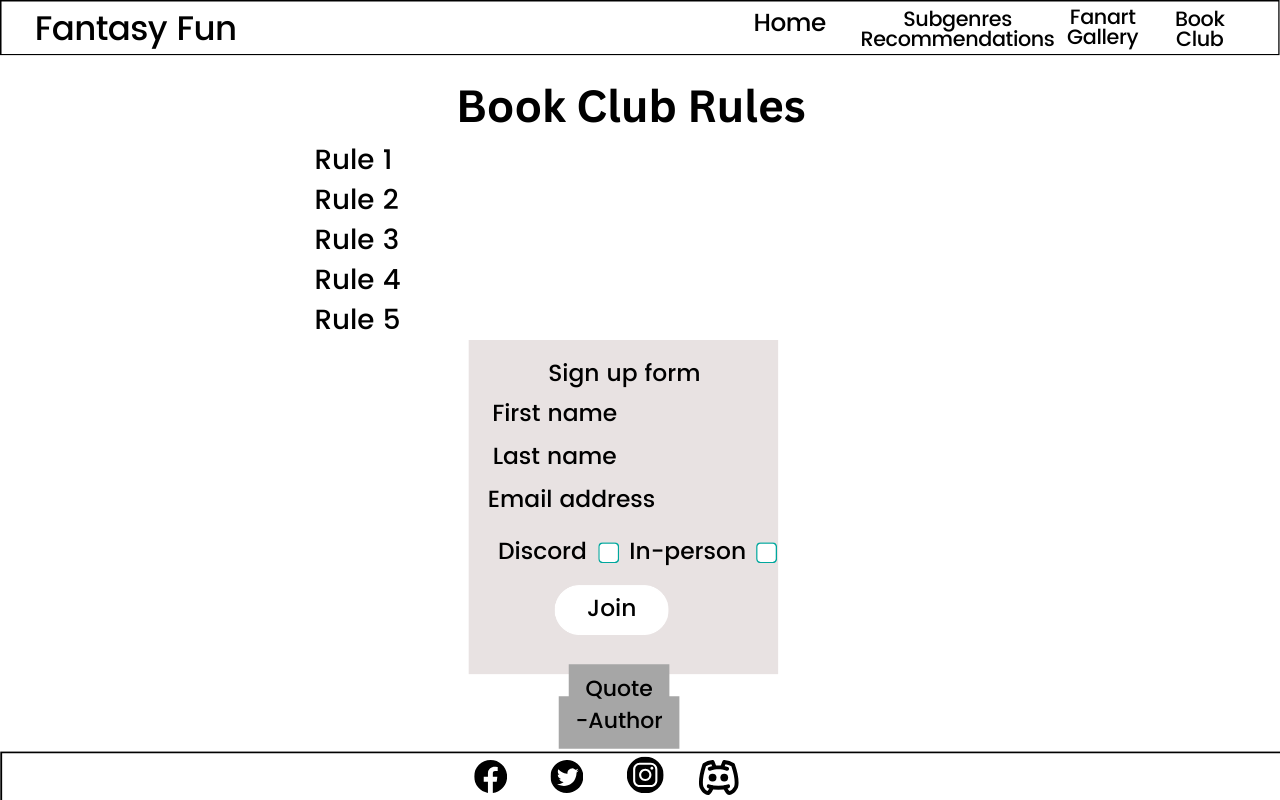 Fantasy Fun
Home
Subgenres
Recommendations
Fanart
Gallery
Book
Club
Book Club Rules
Rule 1
Rule 2
Rule 3
Rule 4
Rule 5
Sign up form
First name
Last name
Email address
Discord In-person
Join
Quote
-Author